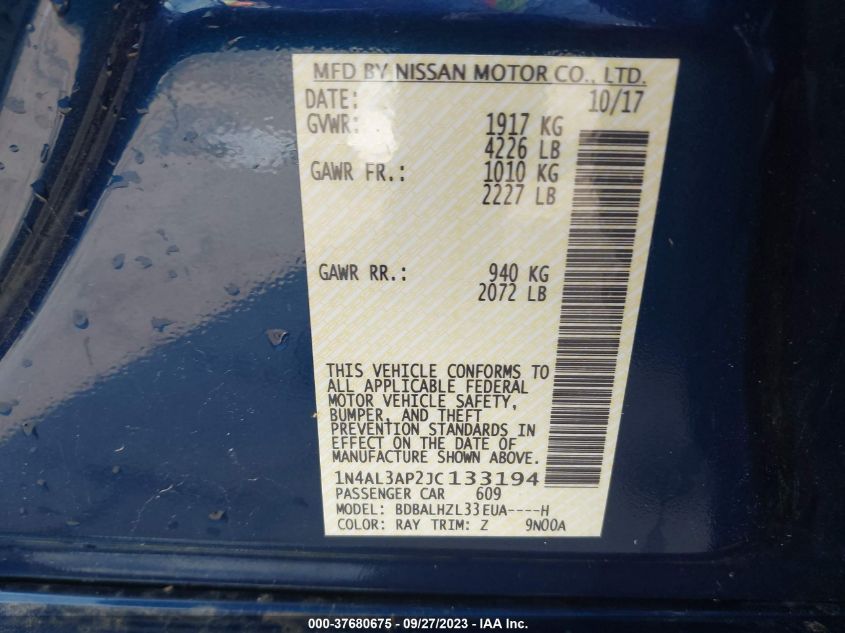 MFD BY NISSAN MOTOR CO., LTD.
DATE: 10/17
GVWR: 1917 KG
4226 LB
GAWR FR.: 1010 KG
2227 LB
GAWR RR.: 940 KG
2072 LB
THIS VEHICLE CONFORMS TO
ALL APPLICABLE FEDERAL
MOTOR VEHICLE SAFETY,
BUMPER, AND THEFT
PREVENTION STANDARDS IN
EFFECT ON THE DATE OF
MANUFACTURE SHOWN ABOVE.
1N4AL3AP2JC133194
PASSENGER CAR 609
MODEL: BDBALHZL33EUA----H
COLOR: RAY TRIM: Z 9N00A
000-37680675 - 09/27/2023 - IAA Inc.